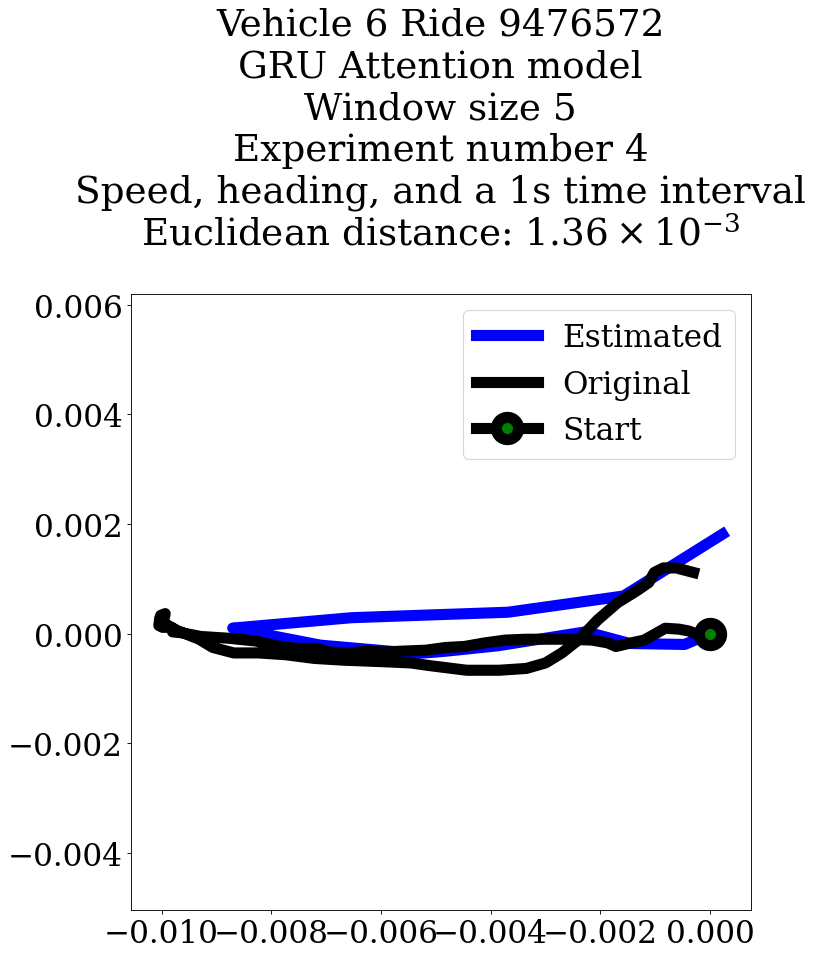 Vehicle 6 Ride 9476572
GRU Attention model
Window size 5
Experiment number 4
Speed, heading, and a 1s time interval
Euclidean distance: 1.36 × 10⁻³
0.006
Estimated
Original
0.004
Start
0.002
0.000
−0.002
−0.004
−0.010 −0.008 −0.006 −0.004 −0.002 0.000